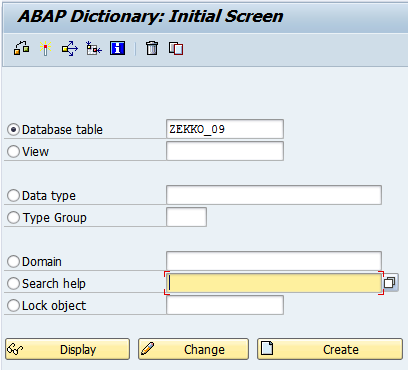 ABAP Dictionary: Initial Screen
Database table ZEKKO_09
View
Data type
Type Group
Domain
Search help
Lock object
Display Change Create